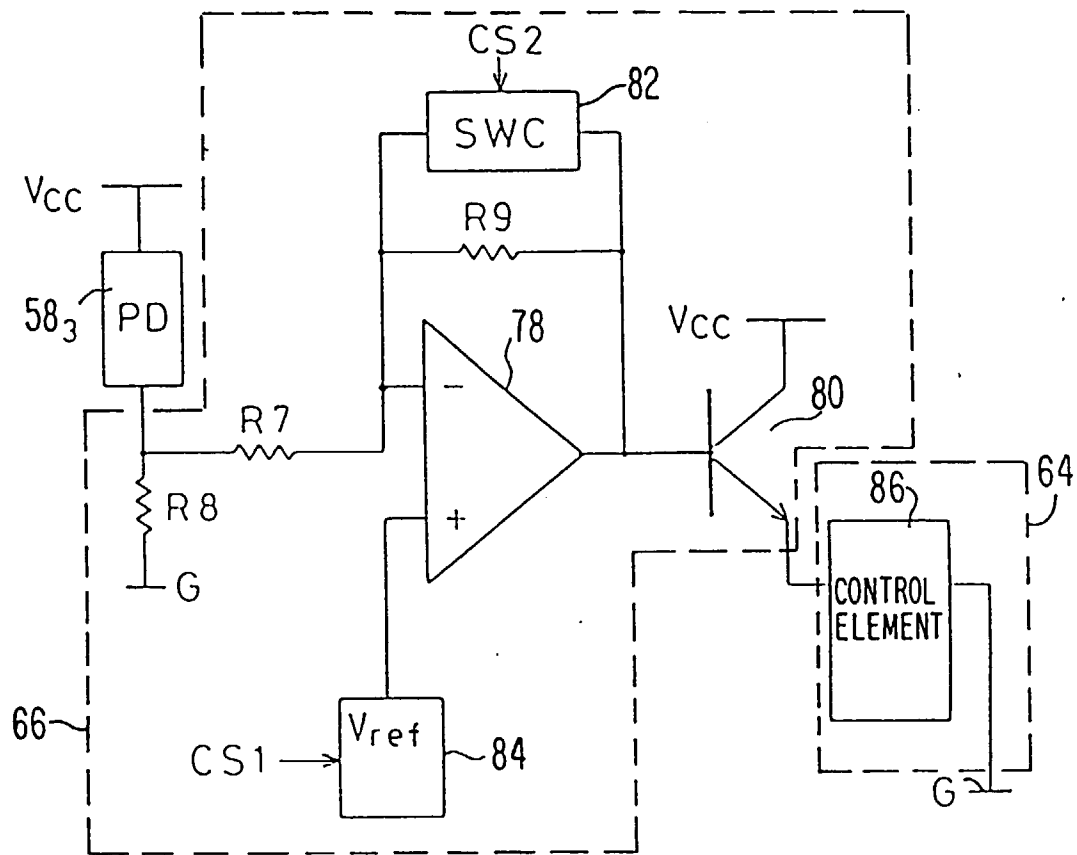 CS2
82
SWC
VCC
R9
58₃
PD
78
VCC
80
R7
R8
64
86
G
CONTROL
ELEMENT
66
Vref
CS1
84
G
-
+